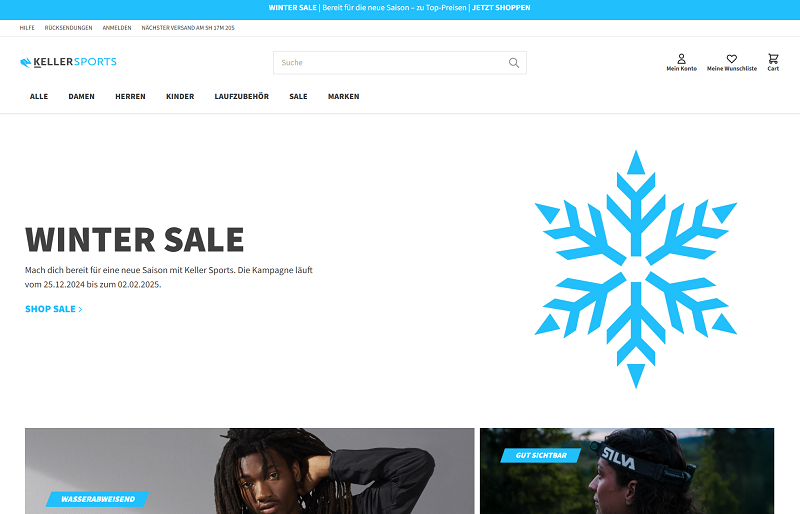 WINTER SALE | Bereit für die neue Saison – zu Top-Preisen | JETZT SHOPPEN
HILFE RÜCKSENDUNGEN ANMELDEN NÄCHSTER VERSAND AM 5H 17M 20S
KELLERSPORTS
Suche
Mein Konto Meine Wunschliste Cart
ALLE DAMEN HERREN KINDER LAUFZUBEHÖR SALE MARKEN
WINTER SALE
Mach dich bereit für eine neue Saison mit Keller Sports. Die Kampagne läuft
vom 25.12.2024 bis zum 02.02.2025.
SHOP SALE >
GUT SICHTBAR
SILVA
WASSERABWEISEND